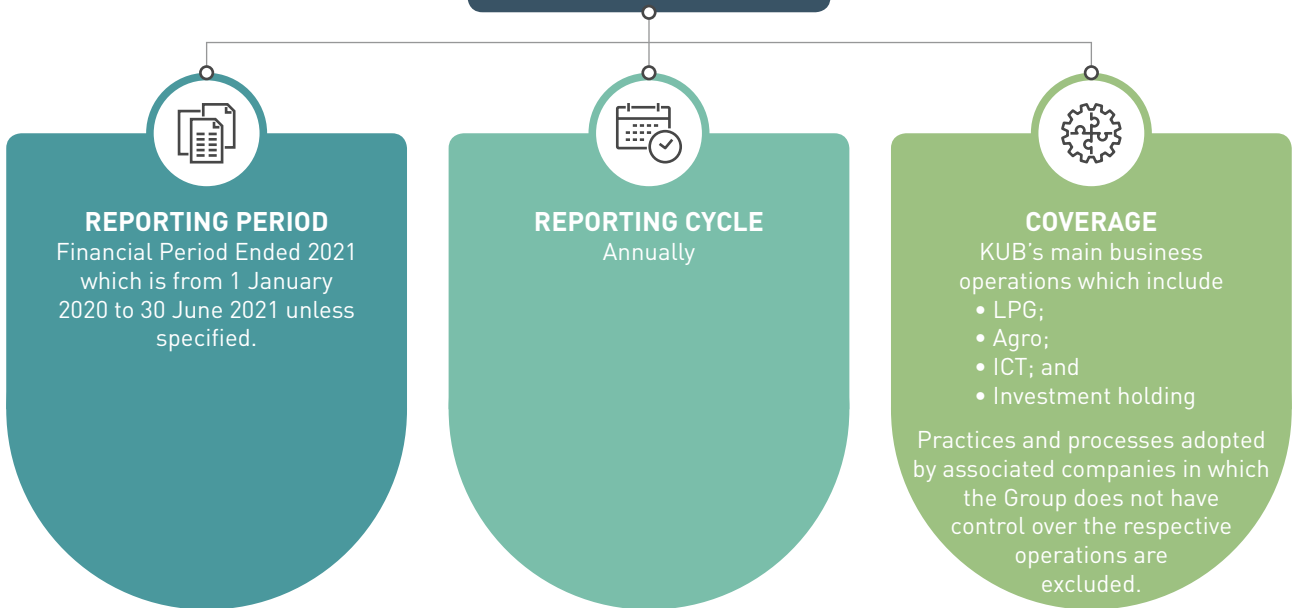 REPORTING PERIOD
Financial Period Ended 2021
which is from 1 January
2020 to 30 June 2021 unless
specified.
REPORTING CYCLE
Annually
COVERAGE
KUB's main business
operations which include
• LPG;
• Agro;
• ICT; and
• Investment holding
Practices and processes adopted
by associated companies in which
the Group does not have
control over the respective
operations are
excluded.